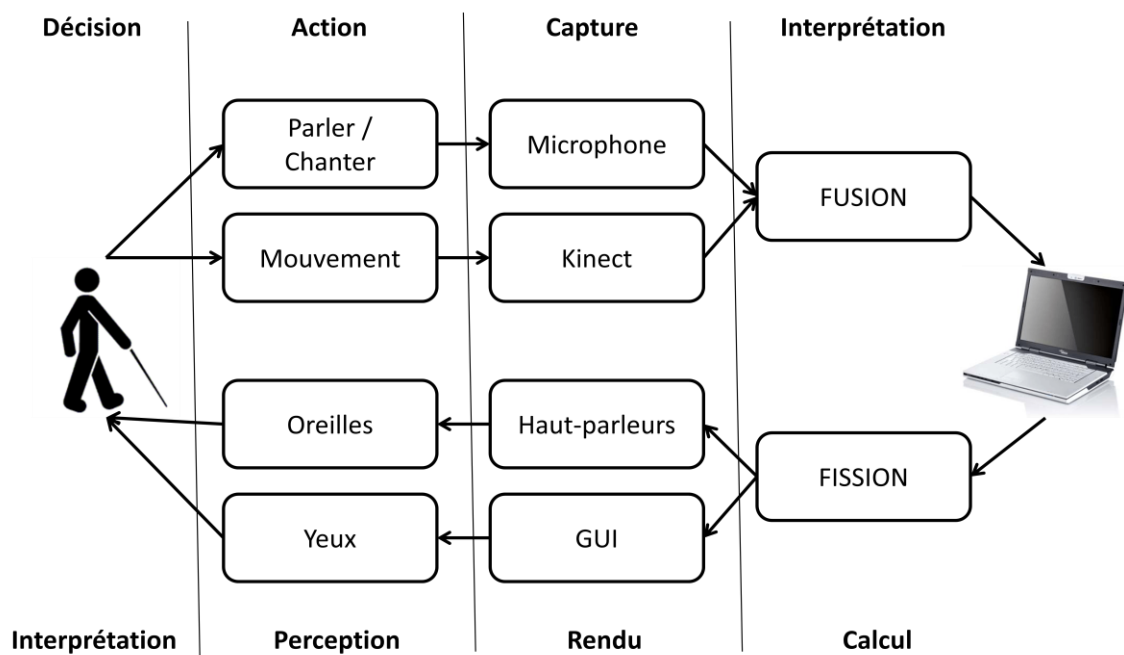 Décision
Action
Capture
Interprétation
Parler /
Chanter
Microphone
FUSION
Mouvement
Kinect
Oreilles
Haut-parleurs
FISSION
Yeux
GUI
Interprétation
Perception
Rendu
Calcul